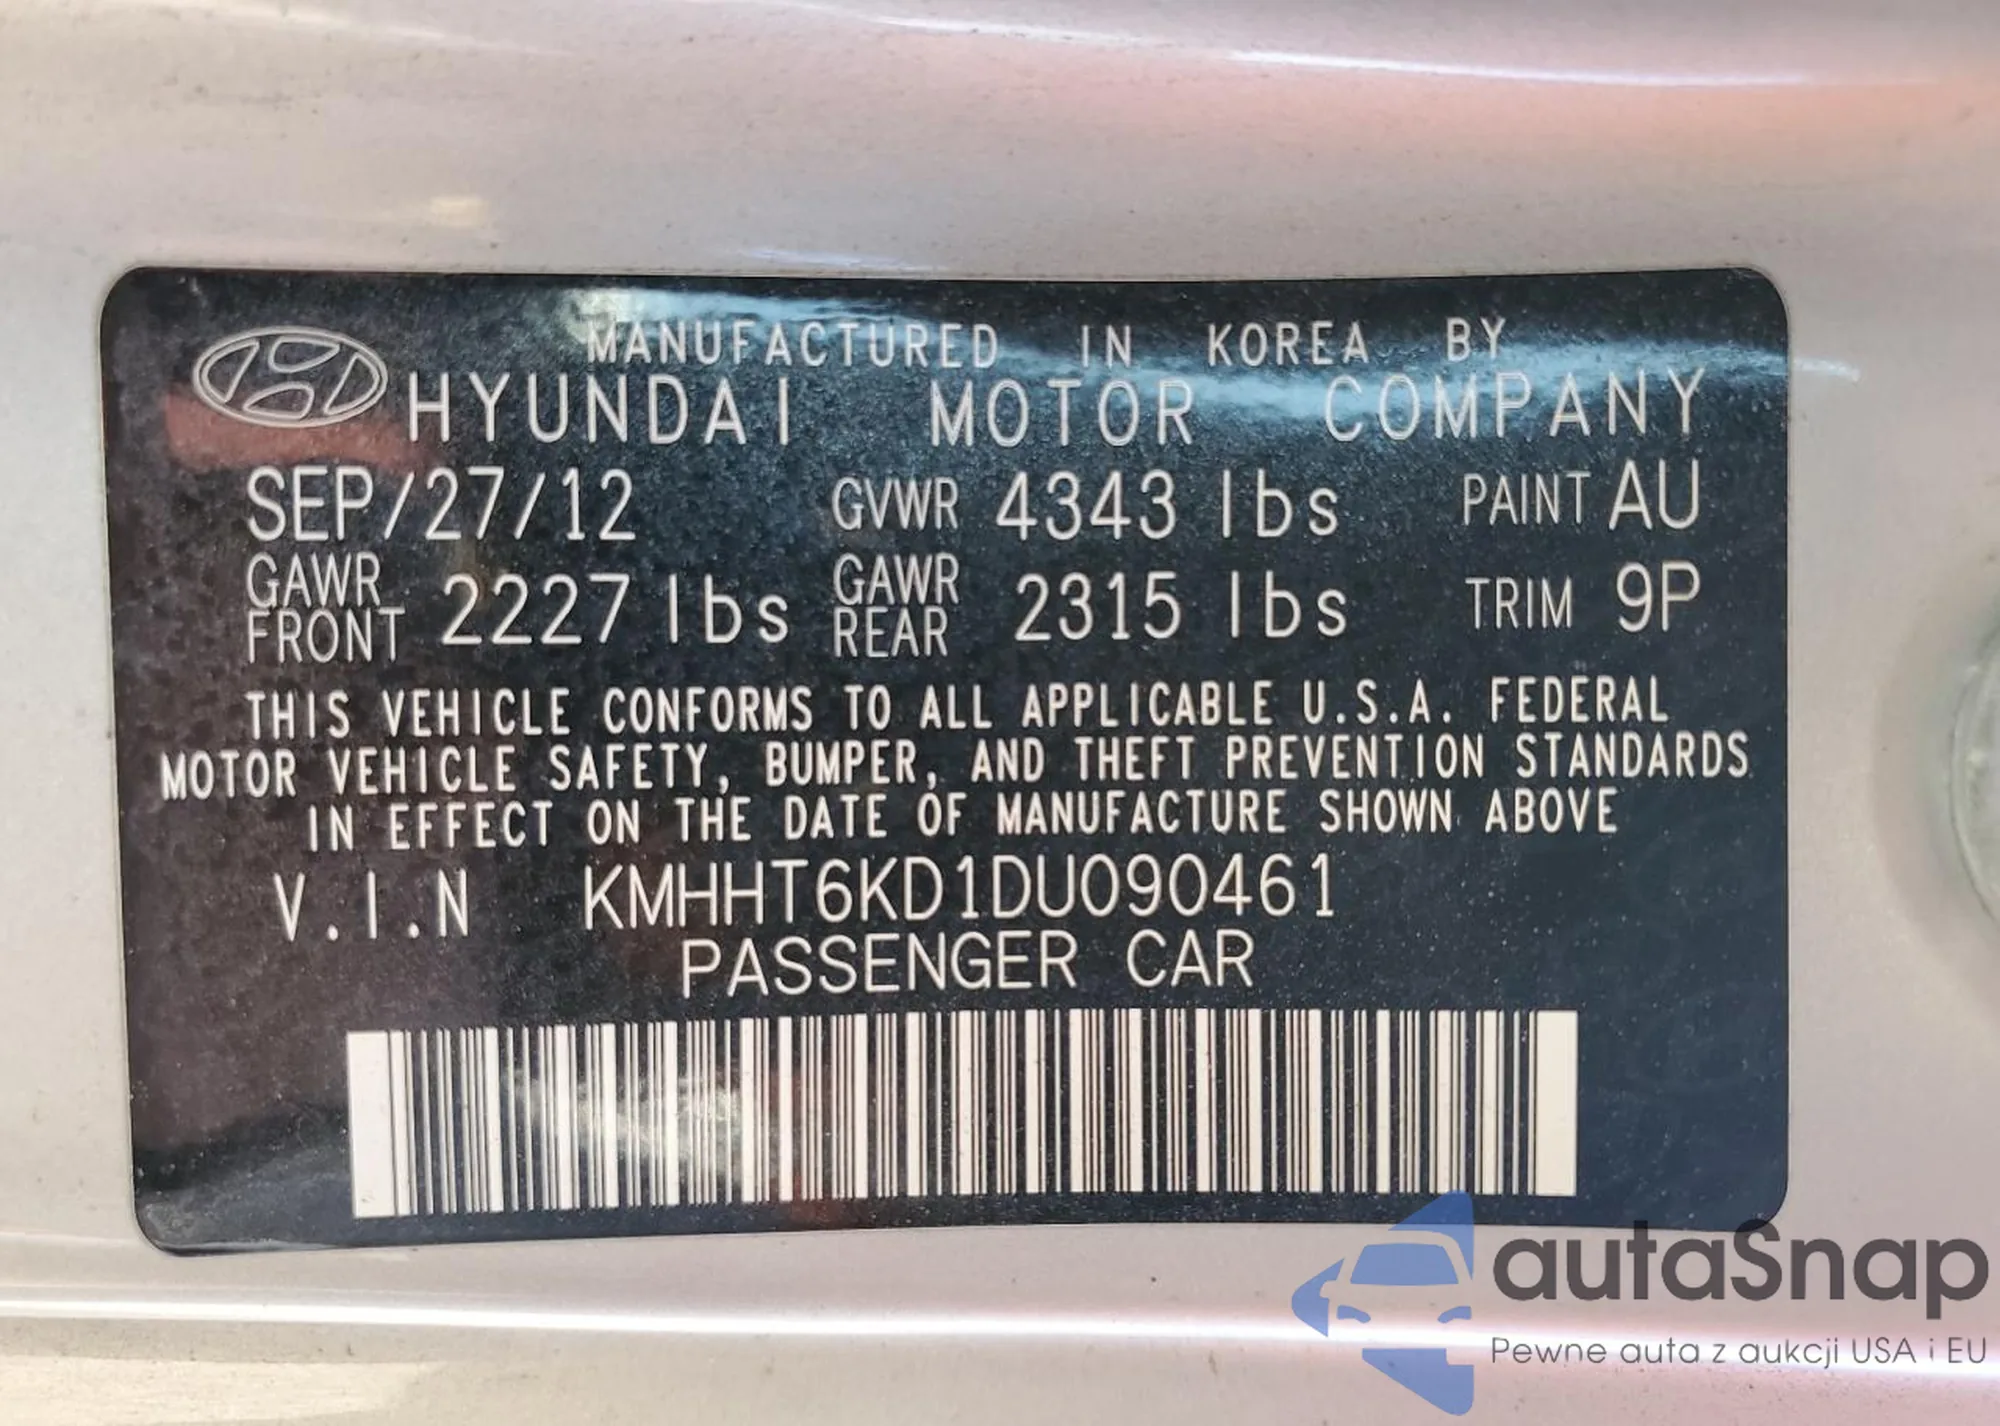 MANUFACTURED IN KOREA BY
HYUNDAI MOTOR COMPANY
SEP/27/12 GVWR 4343 lbs PAINT AU
GAWR FRONT 2227 lbs GAWR REAR 2315 lbs TRIM 9P
THIS VEHICLE CONFORMS TO ALL APPLICABLE U.S.A. FEDERAL
MOTOR VEHICLE SAFETY, BUMPER, AND THEFT PREVENTION STANDARDS
IN EFFECT ON THE DATE OF MANUFACTURE SHOWN ABOVE
V.I.N KMHHT6KD1DU090461
PASSENGER CAR
autaSnap
Pewne auta z aukcji USA i EU